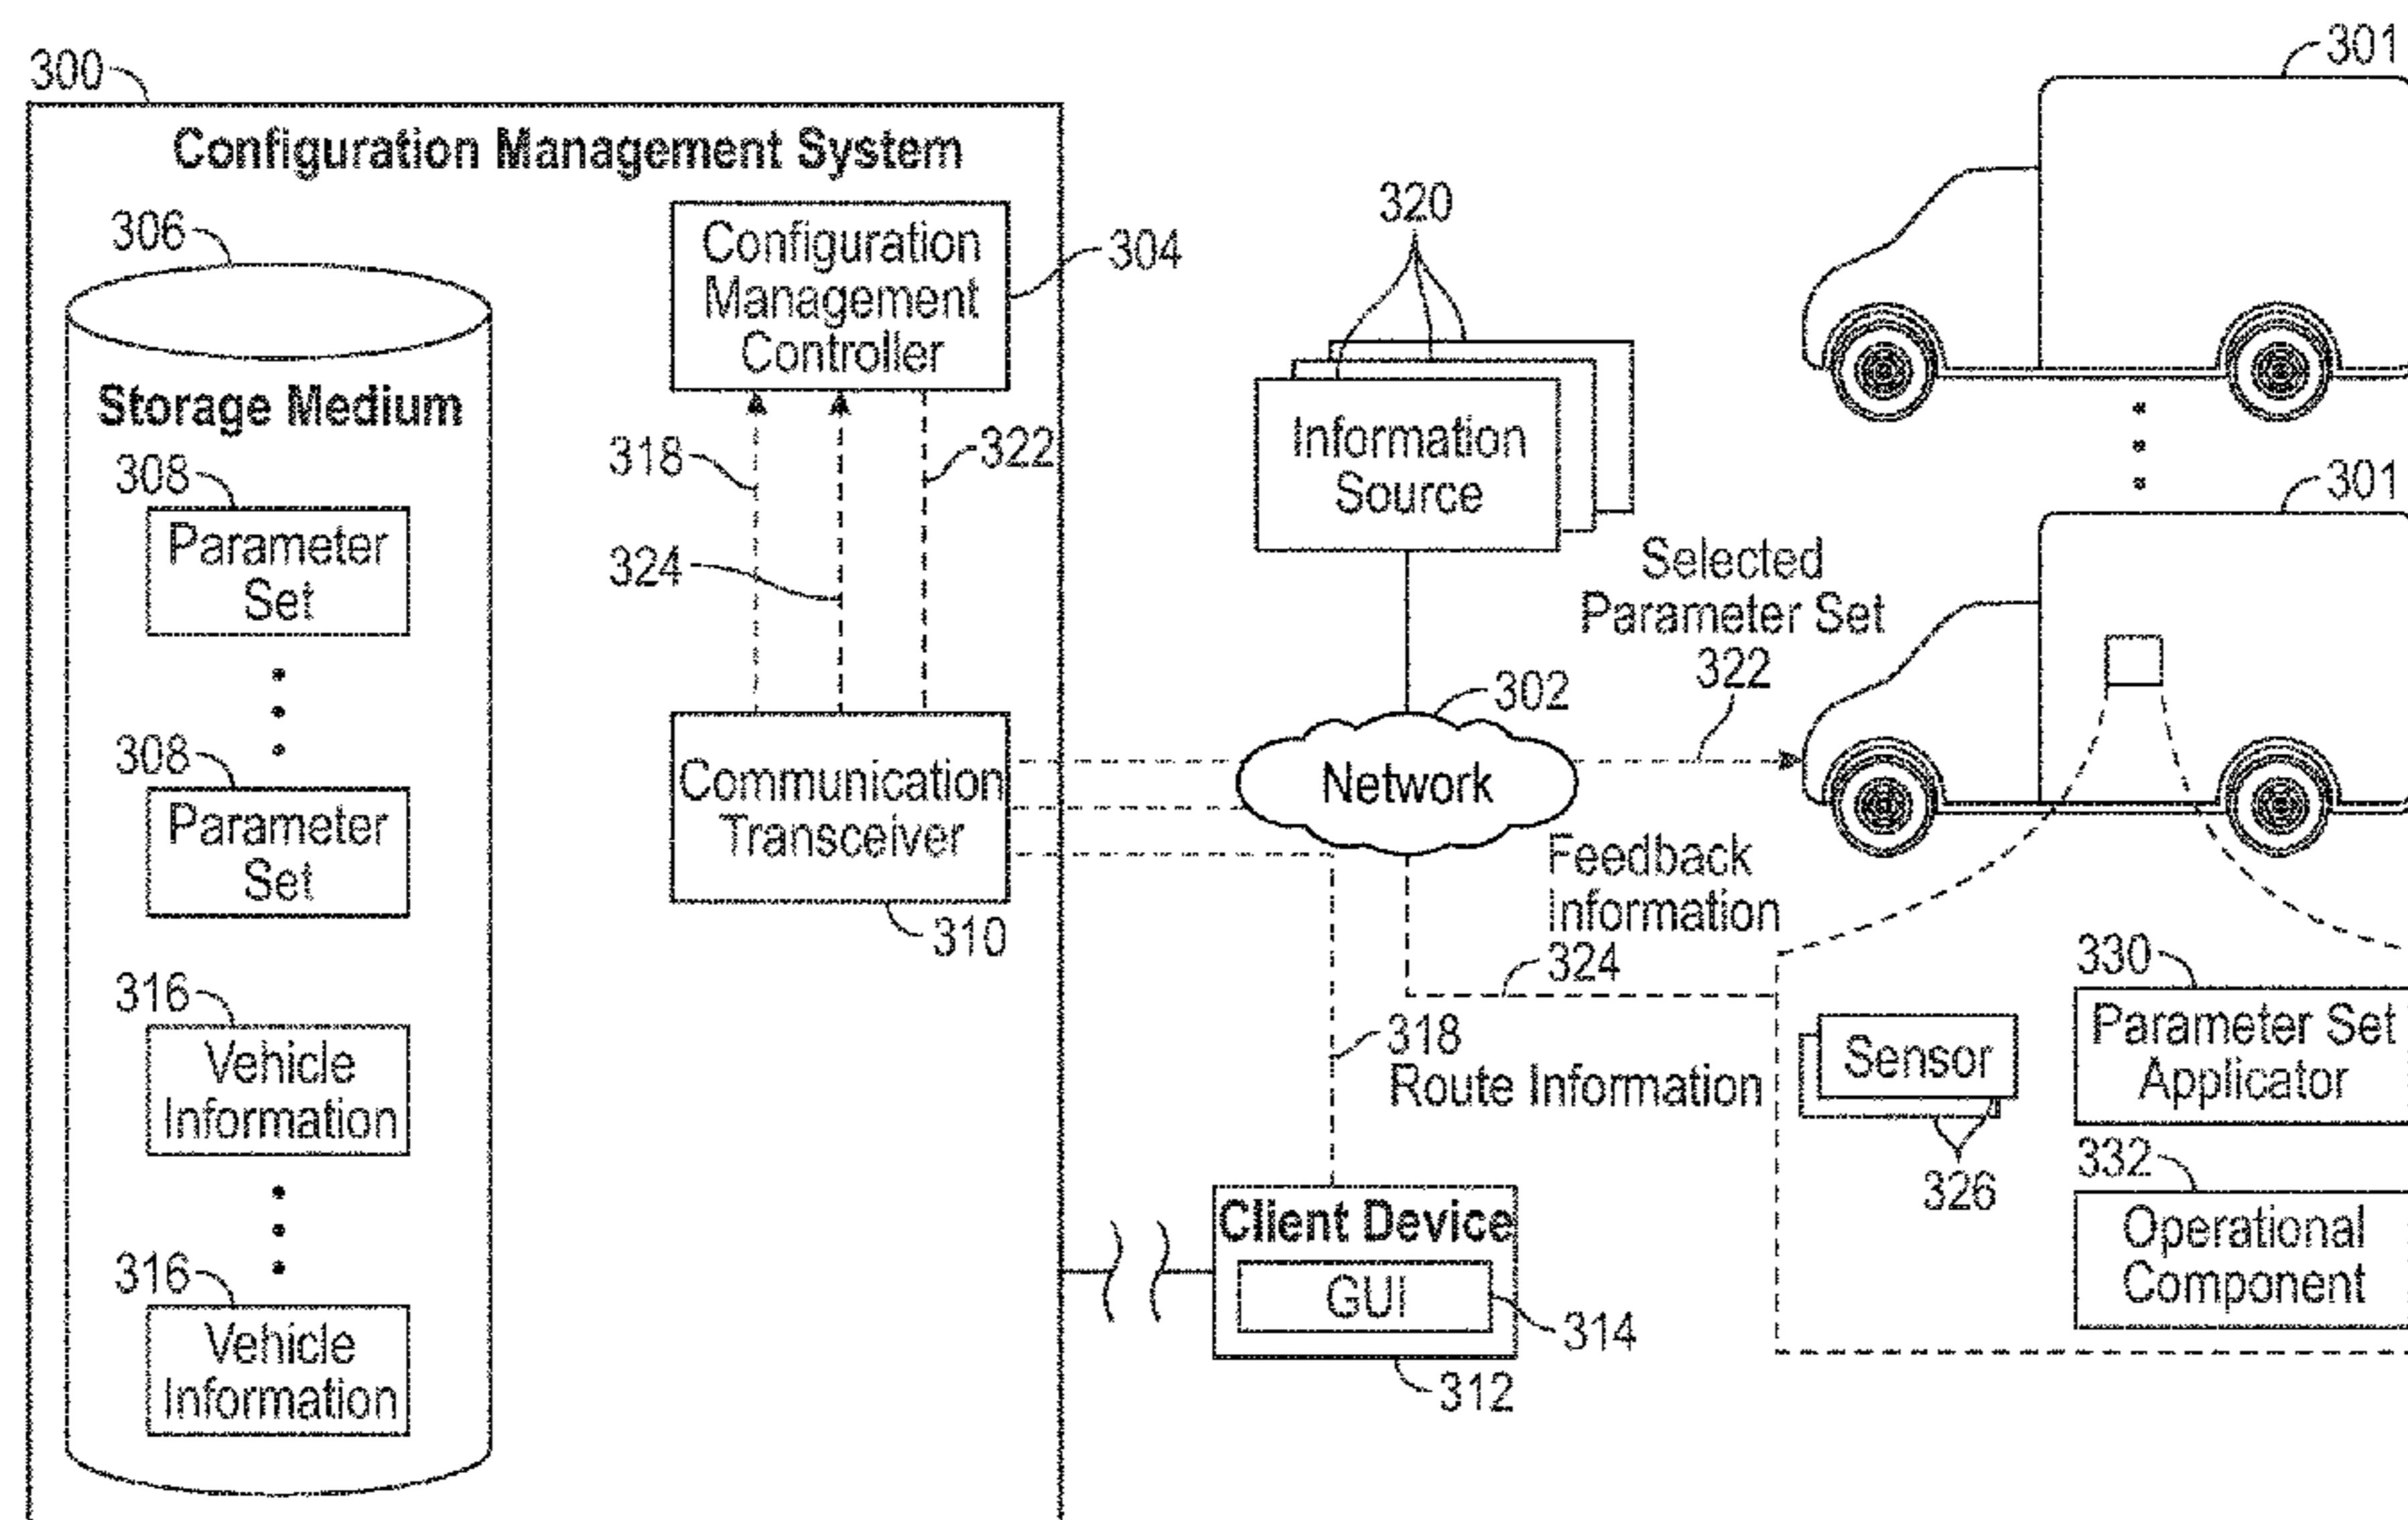 300
Configuration Management System
306
Storage Medium
308
Parameter
Set
308
Parameter
Set
316
Vehicle
Information
316
Vehicle
Information
Configuration
Management
Controller
304
318
324
322
Communication
Transceiver
310
320
Information
Source
302
Network
Selected
Parameter Set
322
Feedback
Information
324
318
Route Information
Client Device
GUI
314
312
301
301
Sensor
326
330
Parameter Set
Applicator
332
Operational
Component